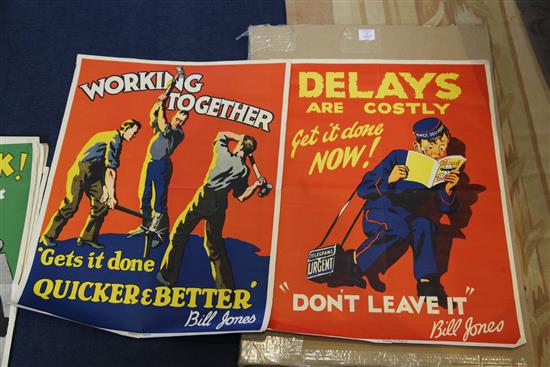 K!
WORKING
TOGETHER
"Gets it done
QUICKER & BETTER"
Bill Jones
DELAYS
ARE COSTLY
Get it done
NOW!
TELEGRAMS
URGENT
"DON'T LEAVE IT"
Bill Jones